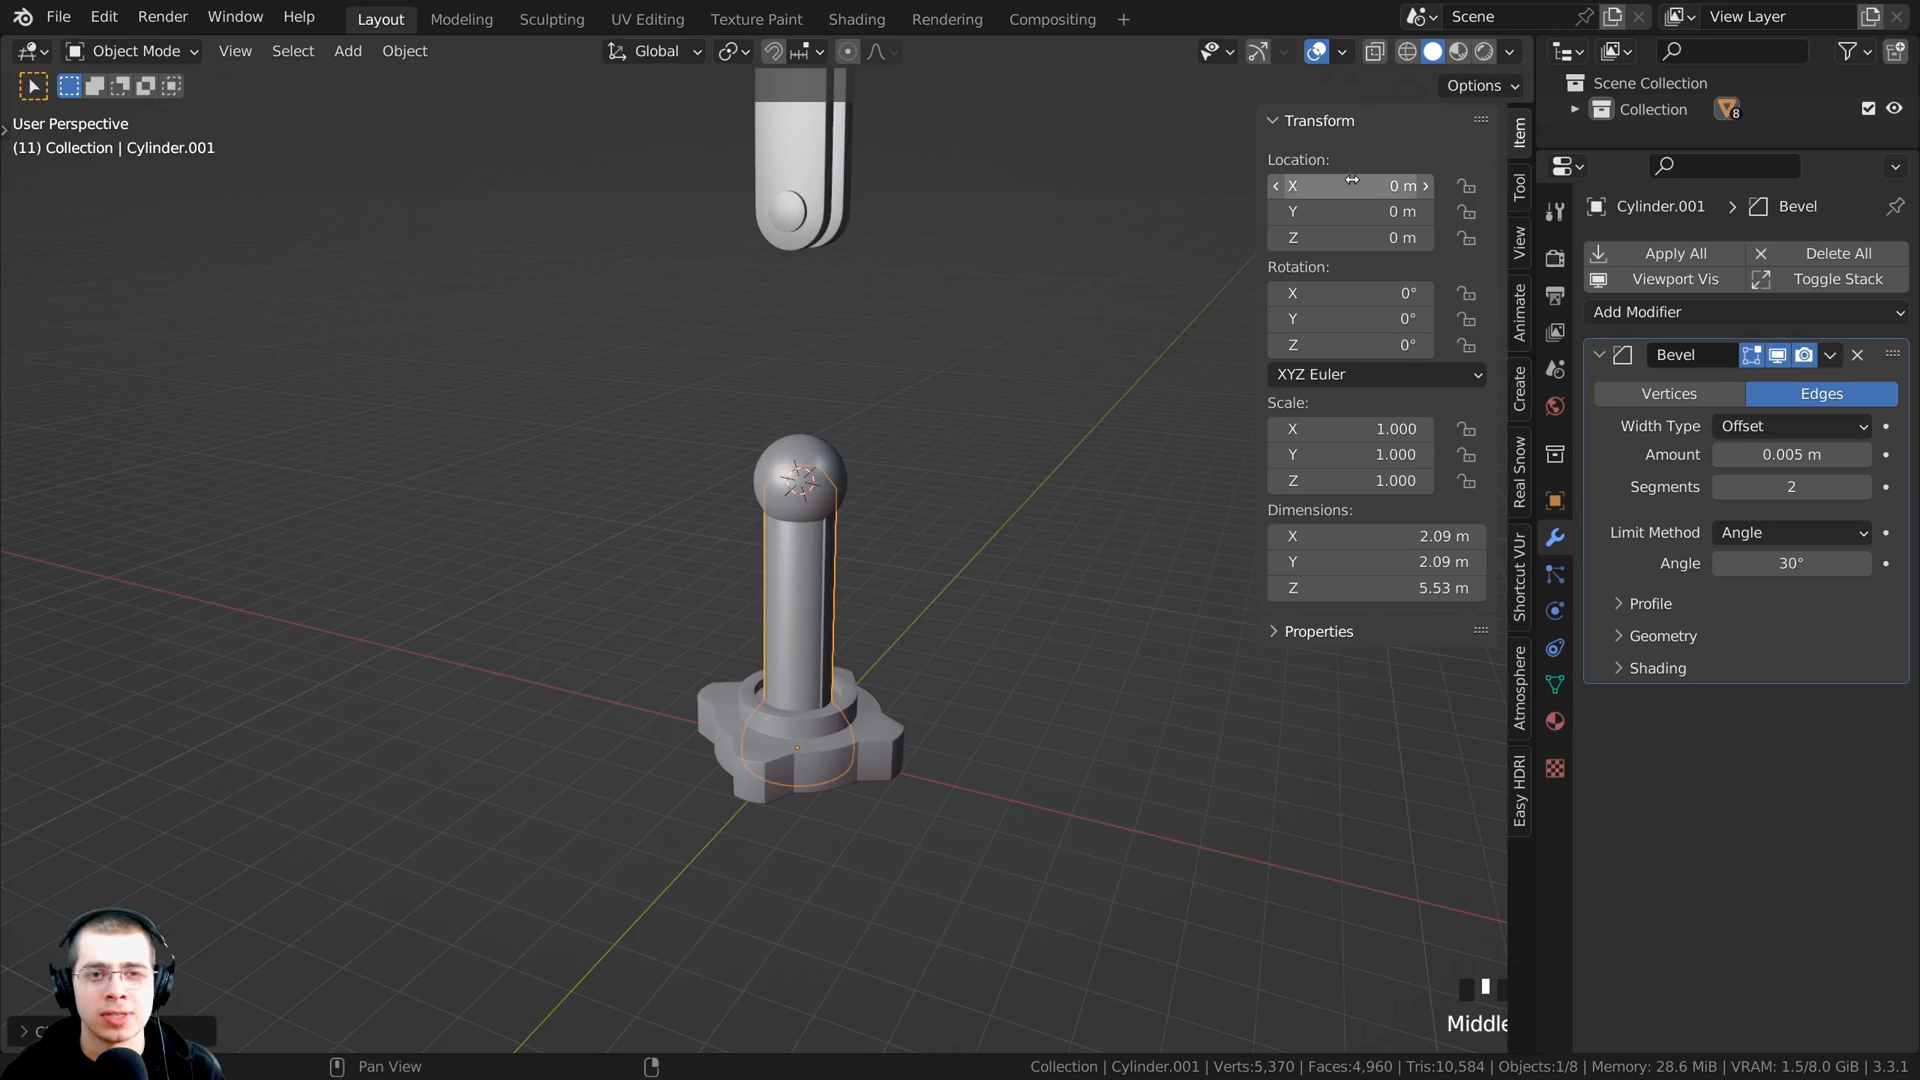 File Edit Render Window Help Layout Modeling Sculpting UV Editing Texture Paint Shading Rendering Compositing + Scene View Layer
Object Mode View Select Add Object Global
Options
User Perspective
(11) Collection | Cylinder.001
Transform
Location:
X 0 m
Y 0 m
Z 0 m
Rotation:
X 0°
Y 0°
Z 0°
XYZ Euler
Scale:
X 1.000
Y 1.000
Z 1.000
Dimensions:
X 2.09 m
Y 2.09 m
Z 5.53 m
Properties
Item
Tool
View
Animate
Create
Real Snow
Shortcut VUr
Atmosphere
Easy HDRI
Scene Collection
Collection 8
Cylinder.001 > Bevel
Apply All Delete All
Viewport Vis Toggle Stack
Add Modifier
Bevel
Vertices Edges
Width Type Offset
Amount 0.005 m
Segments 2
Limit Method Angle
Angle 30°
Profile
Geometry
Shading
Middle
Pan View
Collection | Cylinder.001 | Verts:5,370 | Faces:4,960 | Tris:10,584 | Objects:1/8 | Memory: 28.6 MiB | VRAM: 1.5/8.0 GiB | 3.3.1